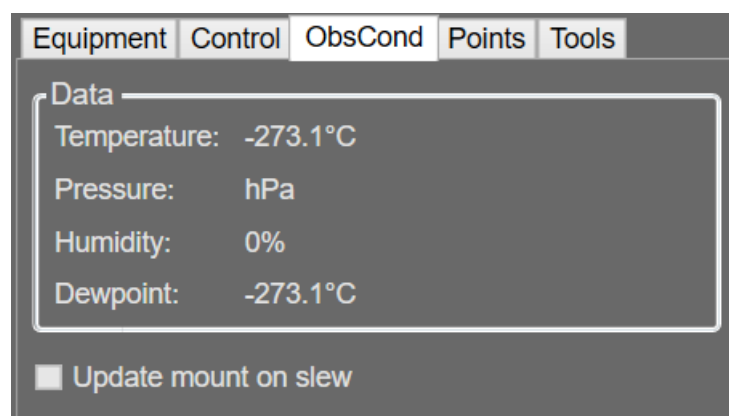 Equipment Control ObsCond Points Tools
Data
Temperature: -273.1°C
Pressure: hPa
Humidity: 0%
Dewpoint: -273.1°C
Update mount on slew